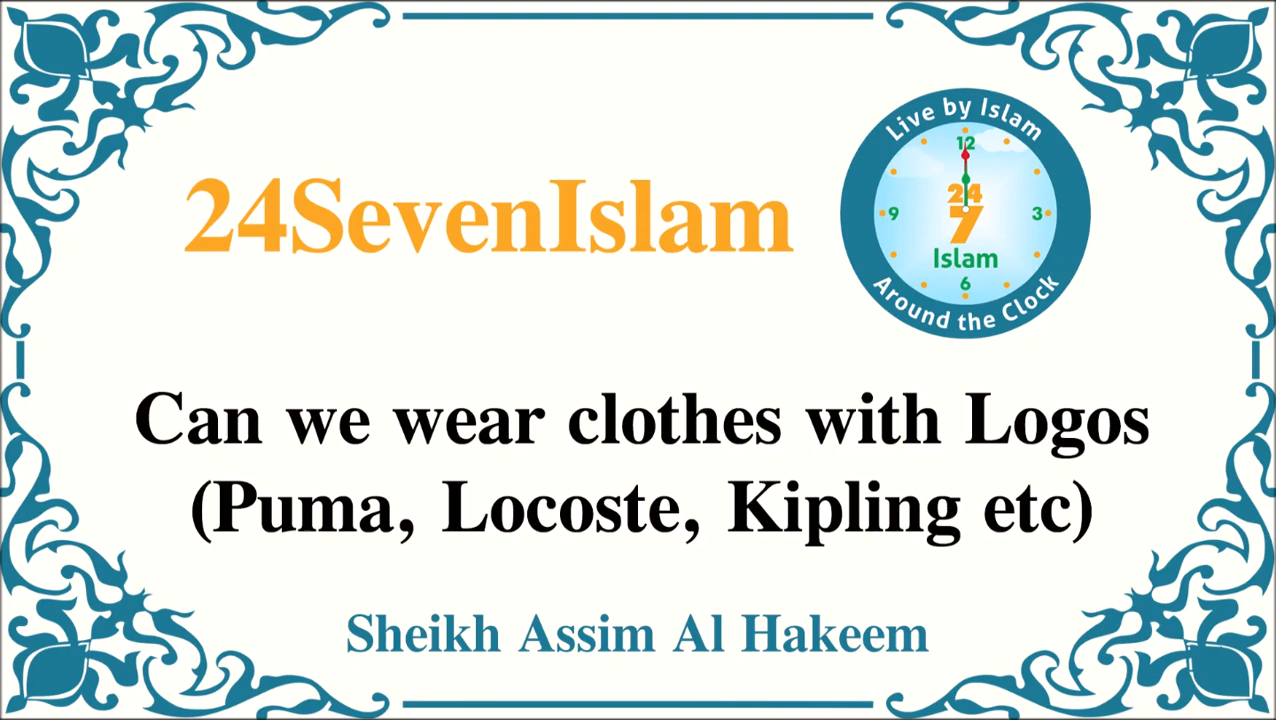 24SevenIslam
Live by Islam
12
24
9
3
7
Islam
6
Around the Clock
Can we wear clothes with Logos
(Puma, Locoste, Kipling etc)
Sheikh Assim Al Hakeem